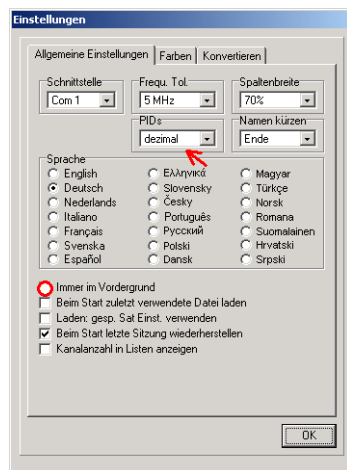 Einstellungen
Allgemeine Einstellungen Farben Konvertieren
Schnittstelle Frequ. Tol. Spaltenbreite
Com 1 5 MHz 70%
PIDs Namen kürzen
dezimal Ende
Sprache
English Ελληνικά Magyar
Deutsch Slovensky Türkçe
Nederlands Česky Norsk
Italiano Português Romana
Français Русский Suomalainen
Svenska Polski Hrvatski
Español Dansk Srpski
Immer im Vordergrund
Beim Start zuletzt verwendete Datei laden
Laden: gesp. Sat Einst. verwenden
Beim Start letzte Sitzung wiederherstellen
Kanalanzahl in Listen anzeigen
OK